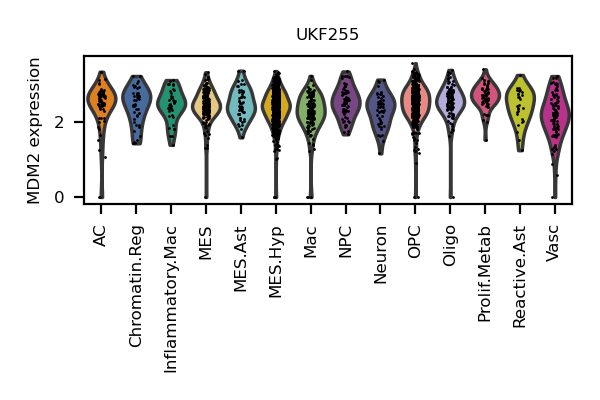 UKF255
MDM2 expression
2
0
AC
Chromatin.Reg
Inflammatory.Mac
MES
MES.Ast
MES.Hyp
Mac
NPC
Neuron
OPC
Oligo
Prolif.Metab
Reactive.Ast
Vasc